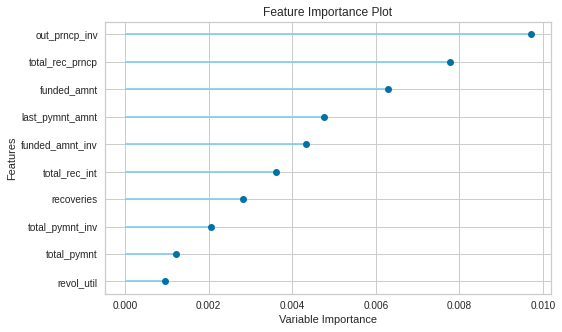 Feature Importance Plot
out_prncp_inv
total_rec_prncp
funded_amnt
last_pymnt_amnt
funded_amnt_inv
total_rec_int
recoveries
total_pymnt_inv
total_pymnt
revol_util
Features
0.000 0.002 0.004 0.006 0.008 0.010
Variable Importance